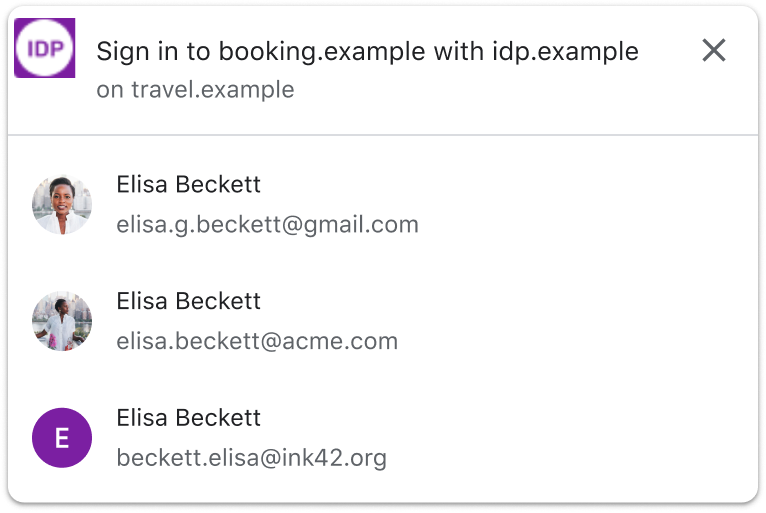 IDP
Sign in to booking.example with idp.example
on travel.example
Elisa Beckett
elisa.g.beckett@gmail.com
Elisa Beckett
elisa.beckett@acme.com
E
Elisa Beckett
beckett.elisa@ink42.org